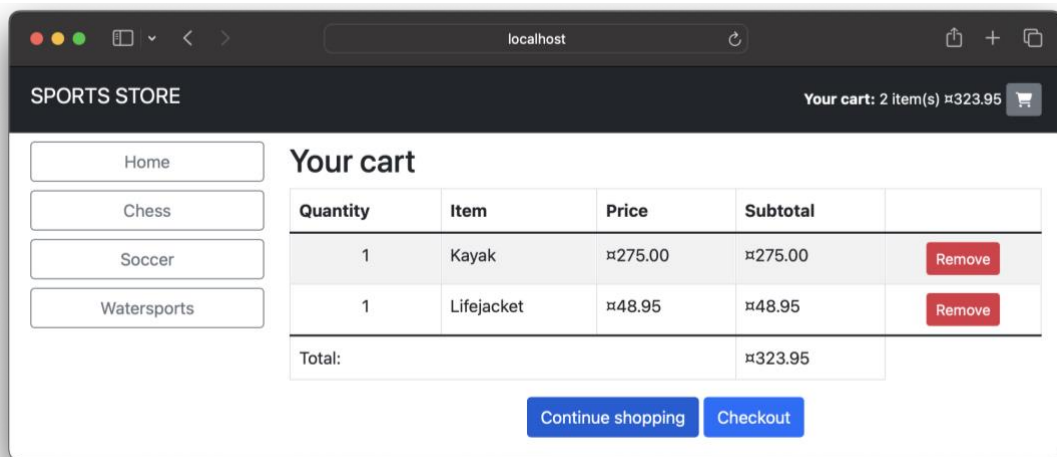 localhost
SPORTS STORE
Your cart: 2 item(s) ¤323.95
Home
Chess
Soccer
Watersports
Your cart
Quantity Item Price Subtotal
1 Kayak ¤275.00 ¤275.00 Remove
1 Lifejacket ¤48.95 ¤48.95 Remove
Total: ¤323.95
Continue shopping Checkout